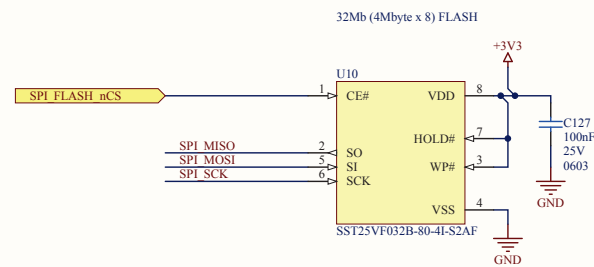 32Mb (4Mbyte x 8) FLASH
+3V3
U10
SPI_FLASH_nCS
1
CE#
VDD
8
HOLD#
7
C127
100nF
25V
0603
SPI_MISO
2
SO
SPI_MOSI
5
SI
WP#
3
SPI_SCK
6
SCK
GND
VSS
4
SST25VF032B-80-4I-S2AF
GND